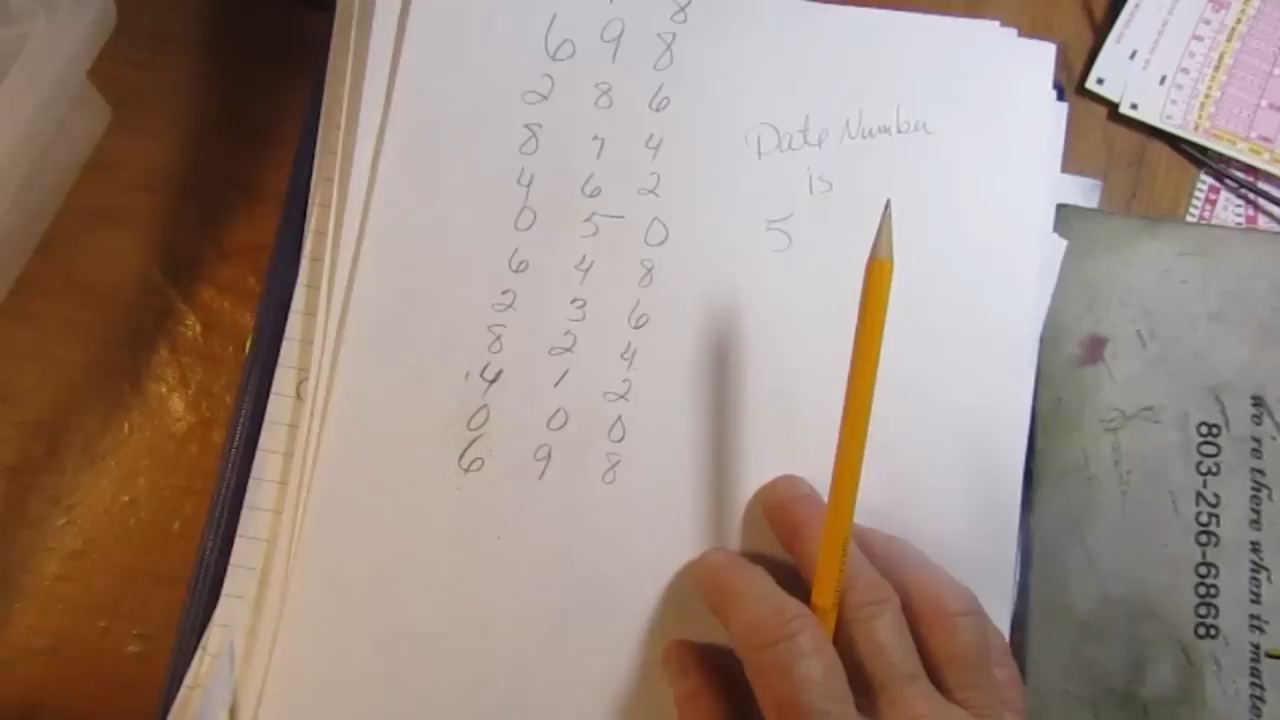 8
6 9 8
2 8 6
8 7 4
4 6 2
0 5 0
6 4 8
2 3 6
8 2 4
4 1 2
0 0 0
6 9 8
Date Number
is
5
we're there when it matte
803-256-6868